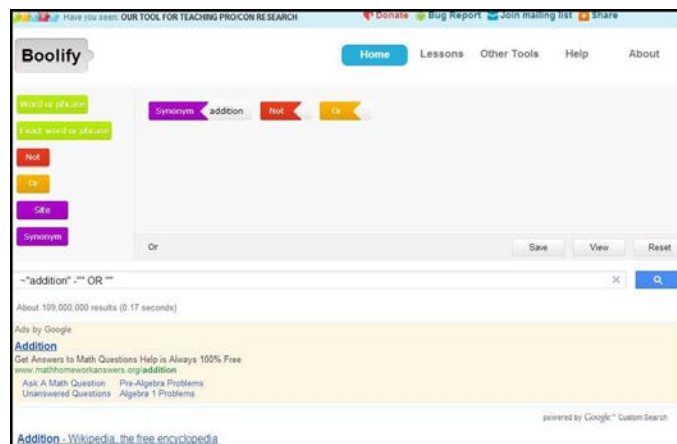 Have you seen: OUR TOOL FOR TEACHING PRO/CON RESEARCH Donate Bug Report Join mailing list Share
Boolify Home Lessons Other Tools Help About
Word or phrase
Synonym addition Not Or
Exact word or phrase
Not
Or
Site
Synonym
Or Save View Reset
~"addition" -"" OR ""
About 109,000,000 results (0.17 seconds)
Ads by Google
Addition
Get Answers to Math Questions Help is Always 100% Free
www.mathhomeworkanswers.org/addition
Ask A Math Question Pre-Algebra Problems
Unanswered Questions Algebra 1 Problems
powered by Google™ Custom Search
Addition - Wikipedia, the free encyclopedia